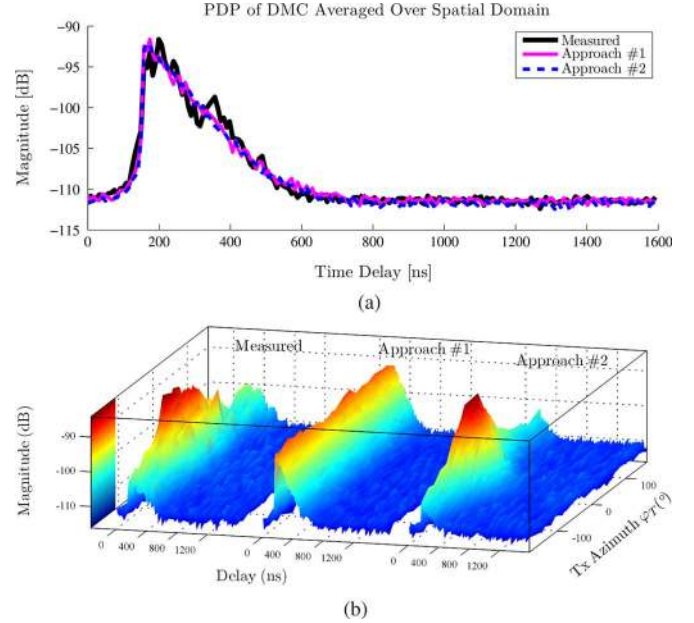 PDP of DMC Averaged Over Spatial Domain
Magnitude [dB]
−90
−95
−100
−105
−110
−115
Measured
Approach #1
Approach #2
0 200 400 600 800 1000 1200 1400 1600
Time Delay [ns]
(a)
Measured
Approach #1
Approach #2
Magnitude (dB)
-90
-100
-110
0 400 800 1200
0 400 800 1200
0 400 800 1200
Delay (ns)
-100
0
100
Tx Azimuth φT(°)
(b)